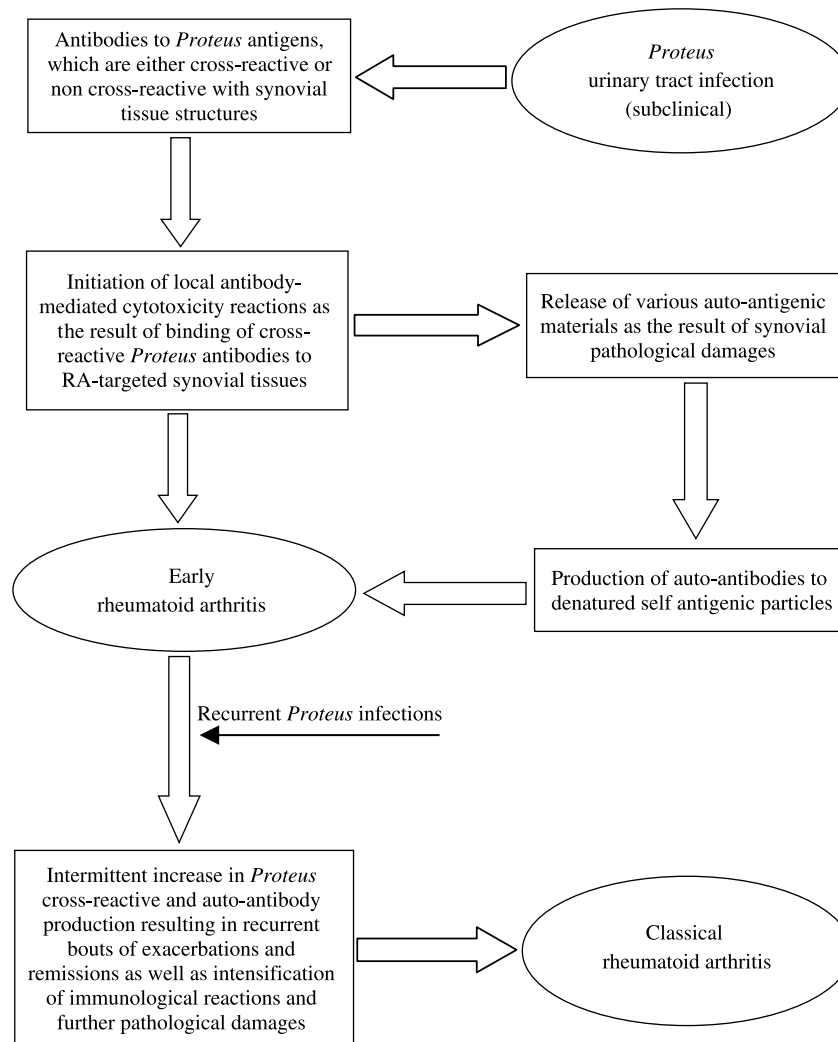 Antibodies to Proteus antigens,
which are either cross-reactive or
non cross-reactive with synovial
tissue structures
Proteus
urinary tract infection
(subclinical)
Initiation of local antibody-
mediated cytotoxicity reactions as
the result of binding of cross-
reactive Proteus antibodies to
RA-targeted synovial tissues
Release of various auto-antigenic
materials as the result of synovial
pathological damages
Early
rheumatoid arthritis
Production of auto-antibodies to
denatured self antigenic particles
Recurrent Proteus infections
Intermittent increase in Proteus
cross-reactive and auto-antibody
production resulting in recurrent
bouts of exacerbations and
remissions as well as intensification
of immunological reactions and
further pathological damages
Classical
rheumatoid arthritis